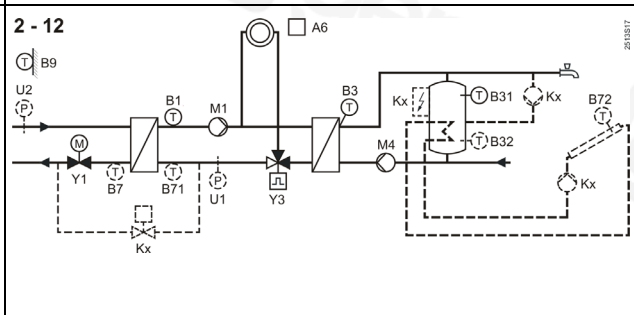 2 - 12
A6
2513S17
T B9
U2
P
B1
T
M1
B3
T
Kx
T B31
Kx
B72
T
T B32
M4
M
Y1
T
B7
T
B71
P
U1
Y3
Kx
Kx